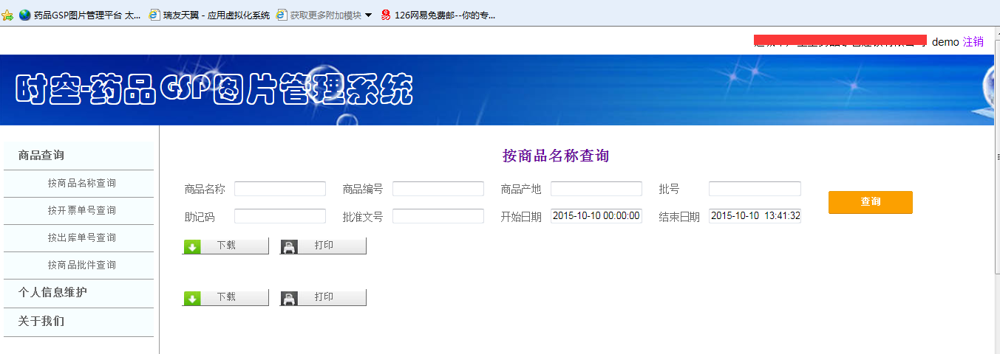 药品GSP图片管理平台 太... 瑞友天翼 - 应用虚拟化系统 获取更多附加模块 126网易免费邮--你的专...
demo 注销
时空-药品GSP图片管理系统
商品查询
按商品名称查询
按开票单号查询
按出库单号查询
按商品批件查询
个人信息维护
关于我们
按商品名称查询
商品名称 商品编号 商品产地 批号
查询
助记码 批准文号 开始日期 2015-10-10 00:00:00 结束日期 2015-10-10 13:41:32
下载 打印
下载 打印